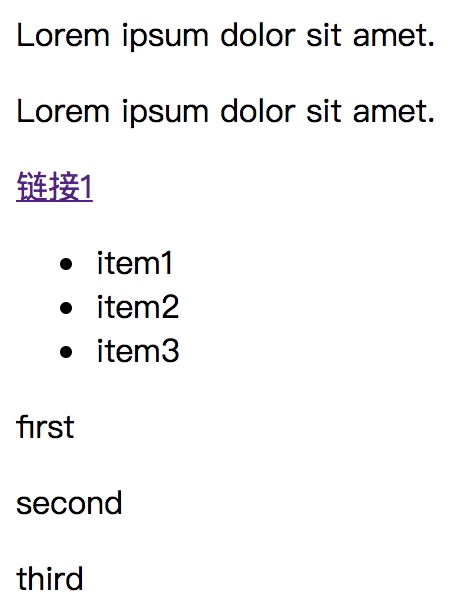 Lorem ipsum dolor sit amet.
Lorem ipsum dolor sit amet.
链接1
item1
item2
item3
first
second
third